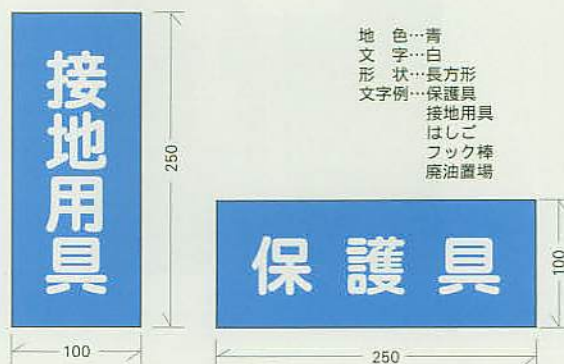 接地用具
250
100
地　色…青
文　字…白
形　状…長方形
文字例…保護具
接地用具
はしご
フック棒
廃油置場
保護具
100
250